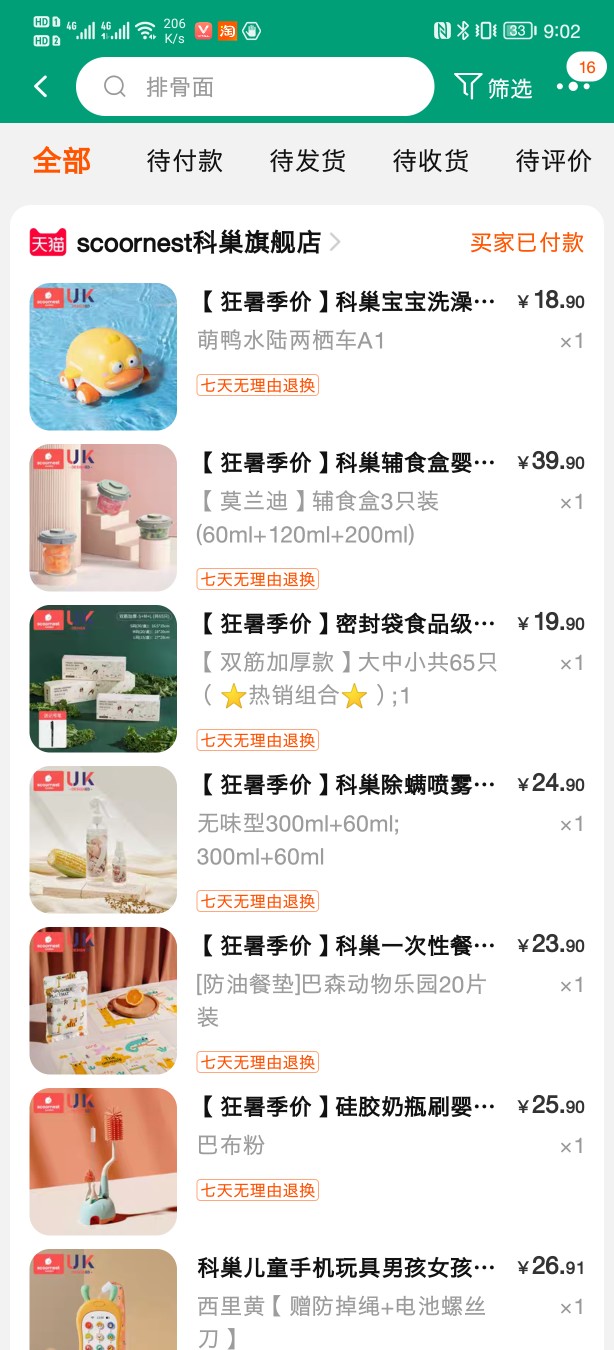 HD 1 4G 4G 206 K/s 淘 33 9:02
HD 2
16
排骨面 筛选
全部 待付款 待发货 待收货 待评价
天猫 scoornest科巢旗舰店 买家已付款
UK
【狂暑季价】科巢宝宝洗澡… ¥18.90
萌鸭水陆两栖车A1 ×1
七天无理由退换
UK
【狂暑季价】科巢辅食盒婴… ¥39.90
【莫兰迪】辅食盒3只装 ×1
(60ml+120ml+200ml)
七天无理由退换
【狂暑季价】密封袋食品级… ¥19.90
【双筋加厚款】大中小共65只 ×1
(⭐热销组合⭐);1
七天无理由退换
UK
【狂暑季价】科巢除螨喷雾… ¥24.90
无味型300ml+60ml; ×1
300ml+60ml
七天无理由退换
UK
【狂暑季价】科巢一次性餐… ¥23.90
[防油餐垫]巴森动物乐园20片 ×1
装
七天无理由退换
UK
【狂暑季价】硅胶奶瓶刷婴… ¥25.90
巴布粉 ×1
七天无理由退换
UK
科巢儿童手机玩具男孩女孩… ¥26.91
西里黄【赠防掉绳+电池螺丝 ×1
刀】